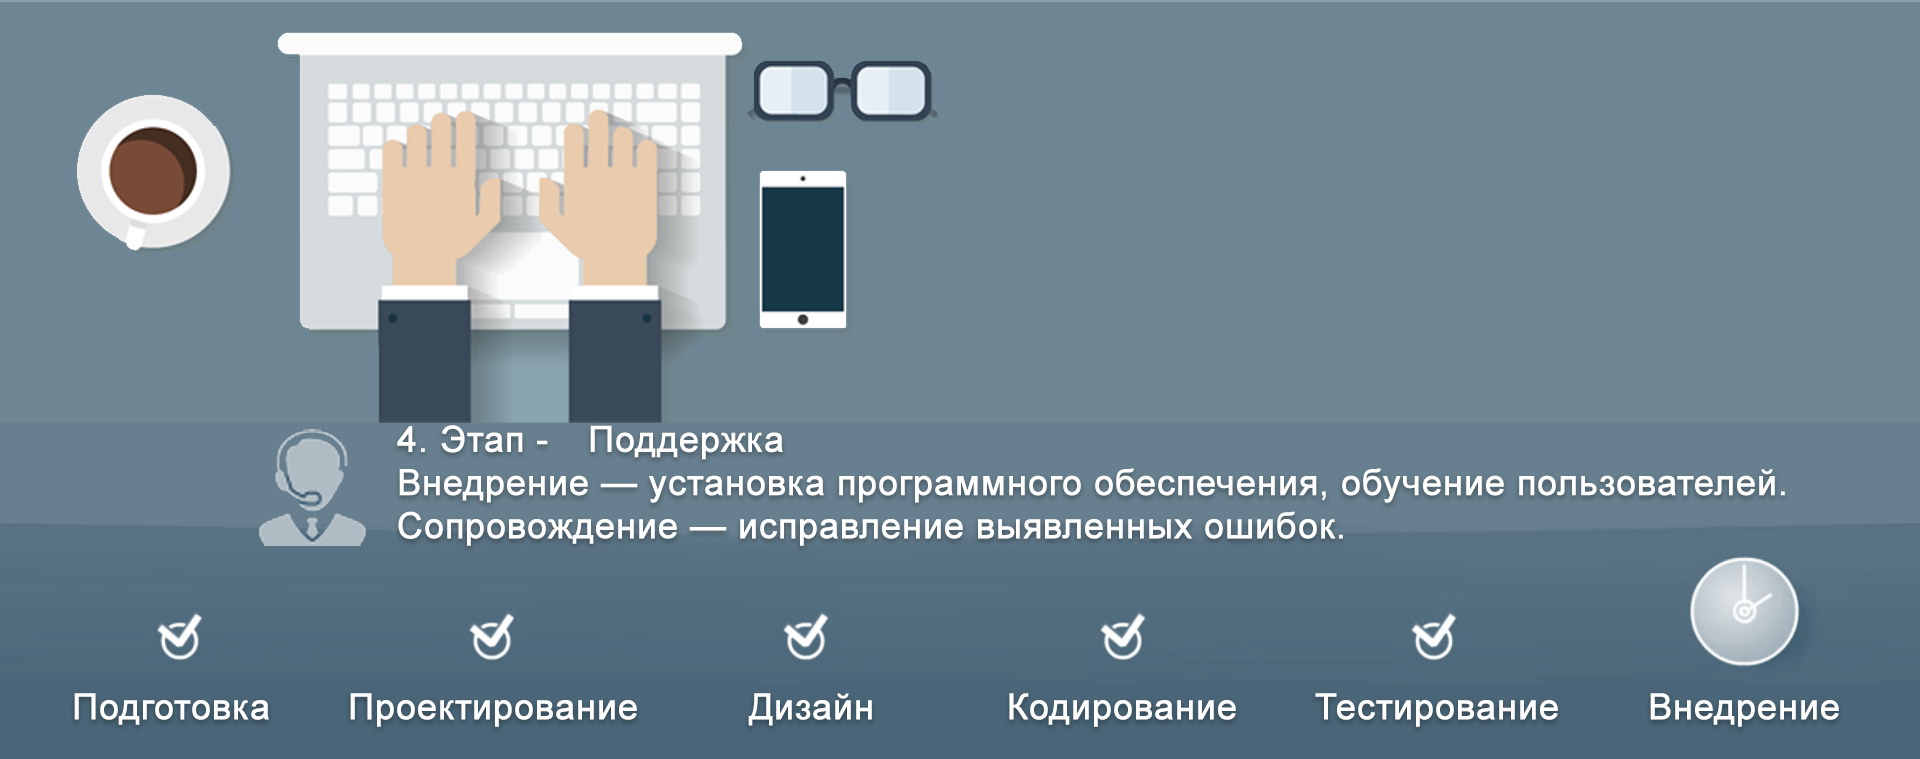 4. Этап - Поддержка
Внедрение — установка программного обеспечения, обучение пользователей.
Сопровождение — исправление выявленных ошибок.
Подготовка Проектирование Дизайн Кодирование Тестирование Внедрение